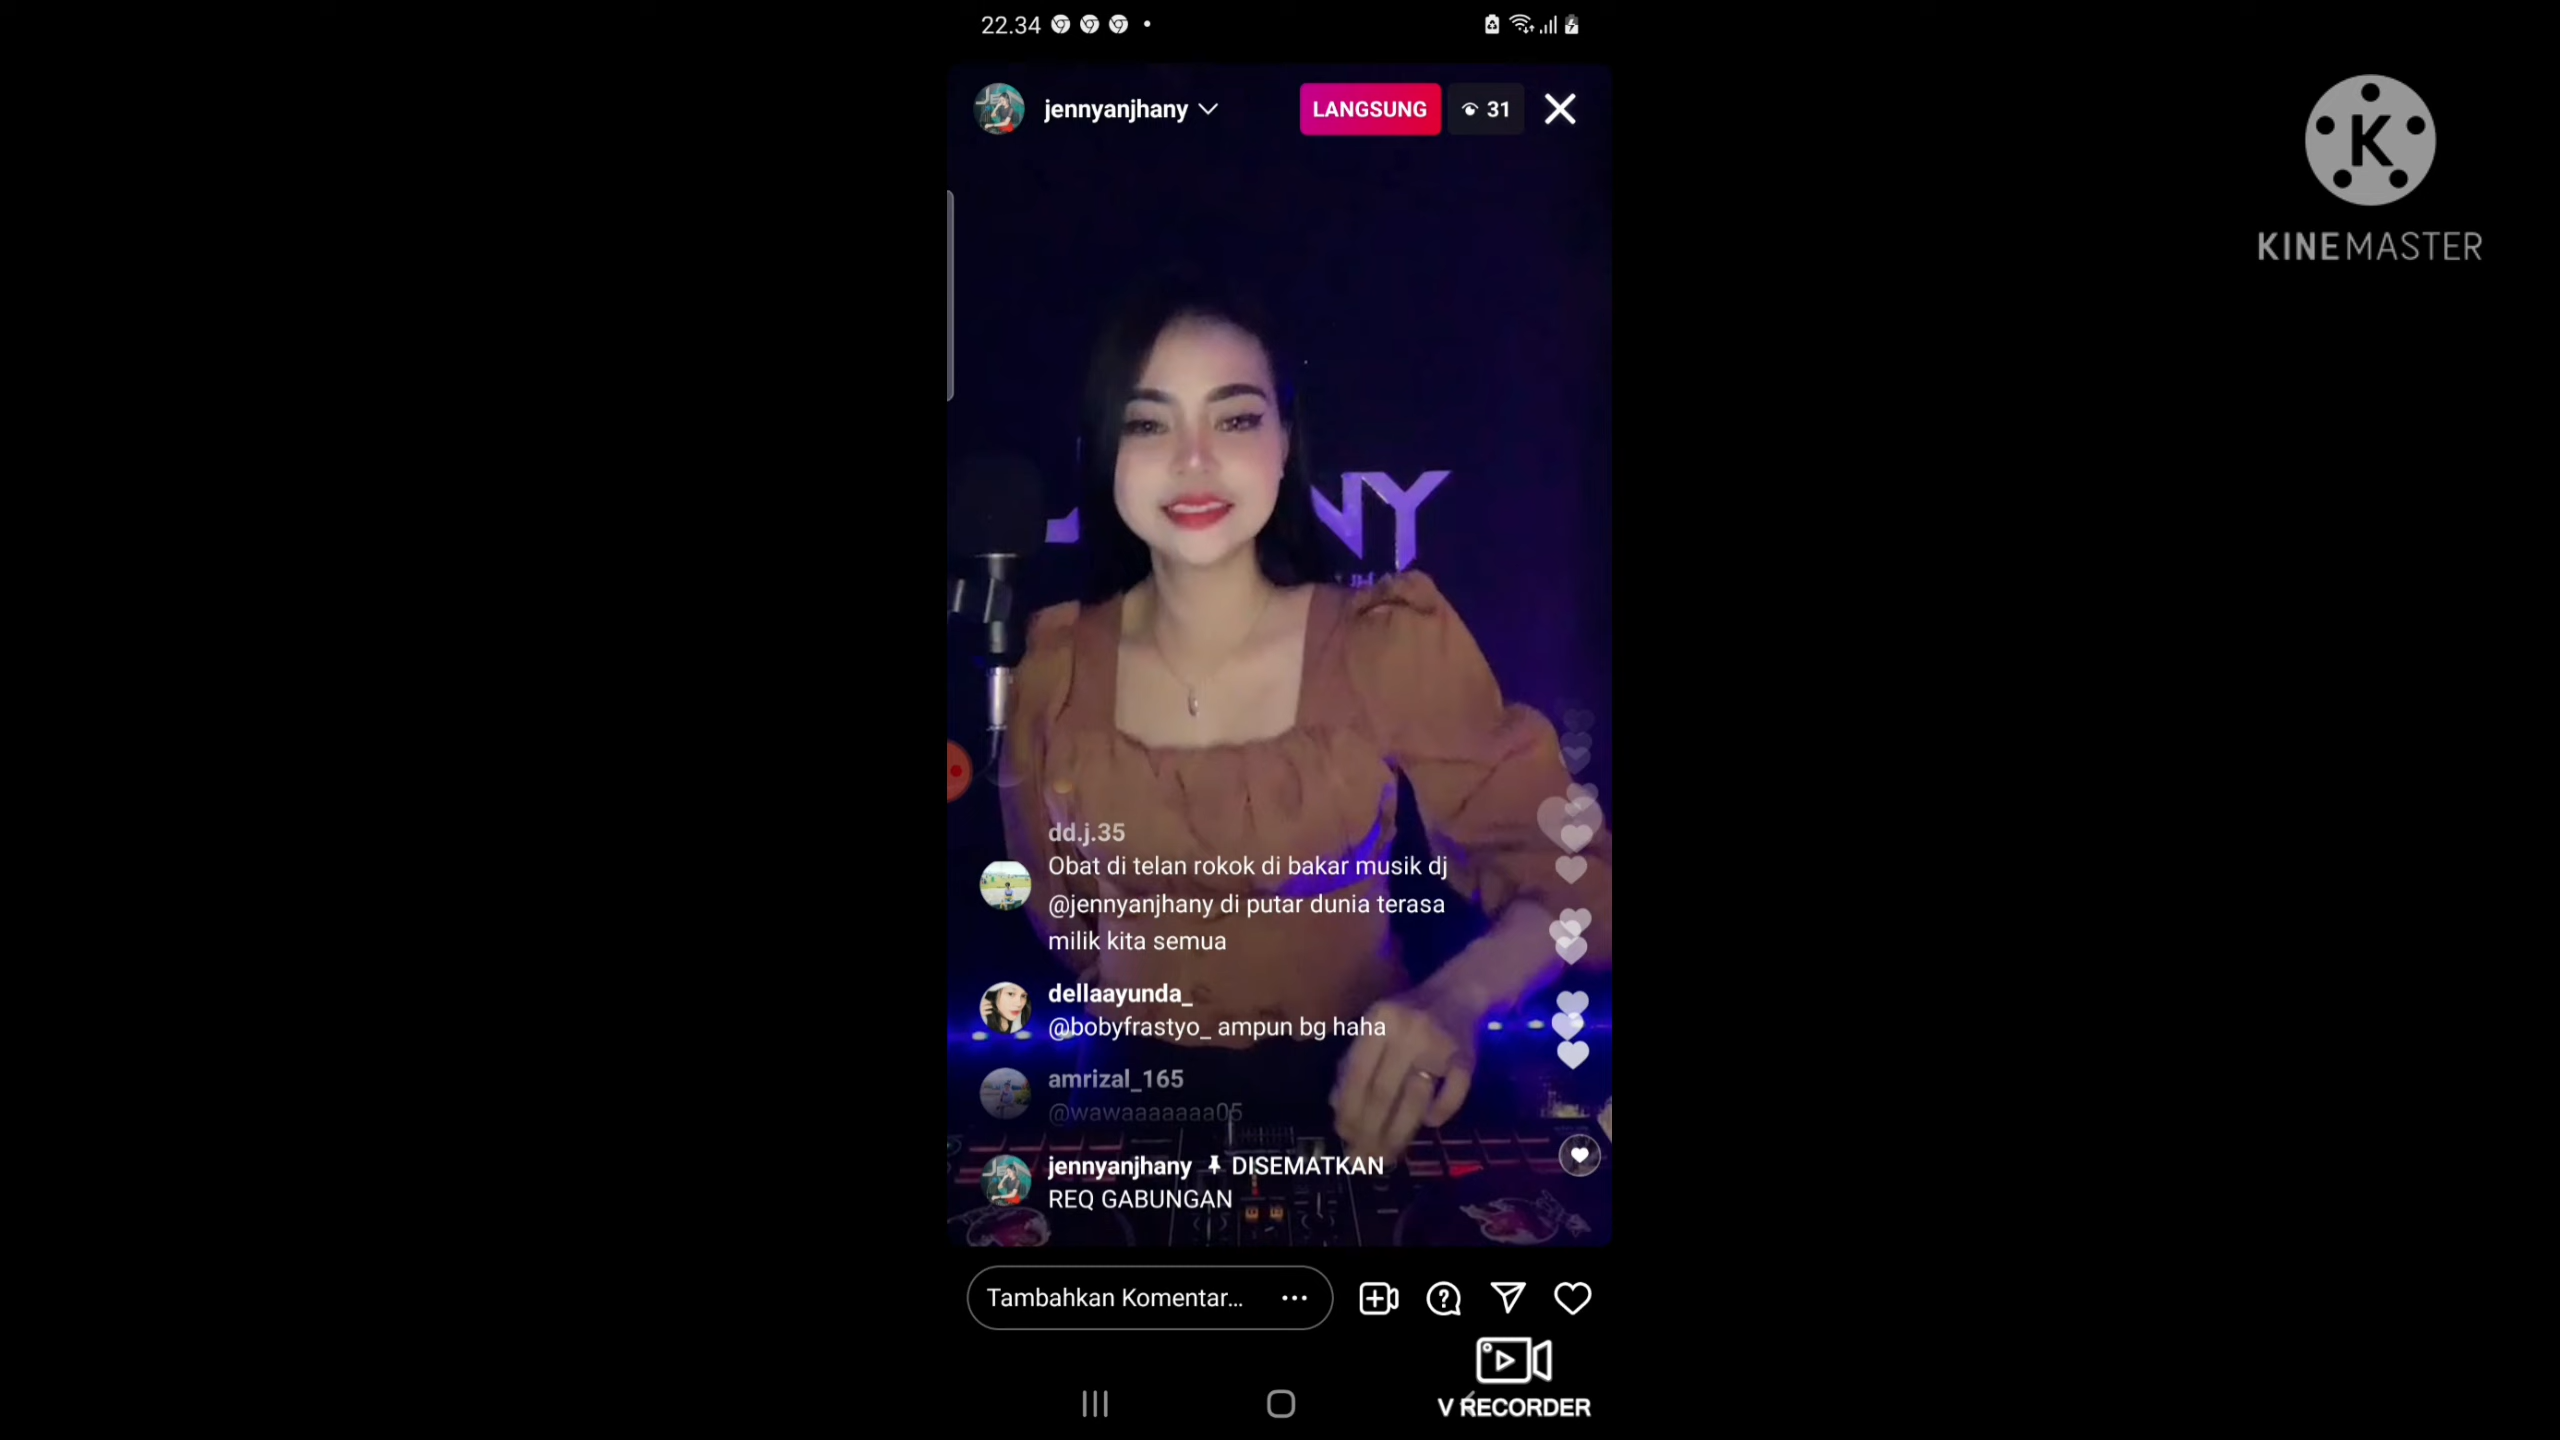 22.34
jennyanjhany
LANGSUNG
31
KINEMASTER
NY
dd.j.35
Obat di telan rokok di bakar musik dj
@jennyanjhany di putar dunia terasa
milik kita semua
dellaayunda_
@bobyfrastyo_ ampun bg haha
amrizal_165
@wawaaaaaaa05
jennyanjhany DISEMATKAN
REQ GABUNGAN
Tambahkan Komentar...
V RECORDER